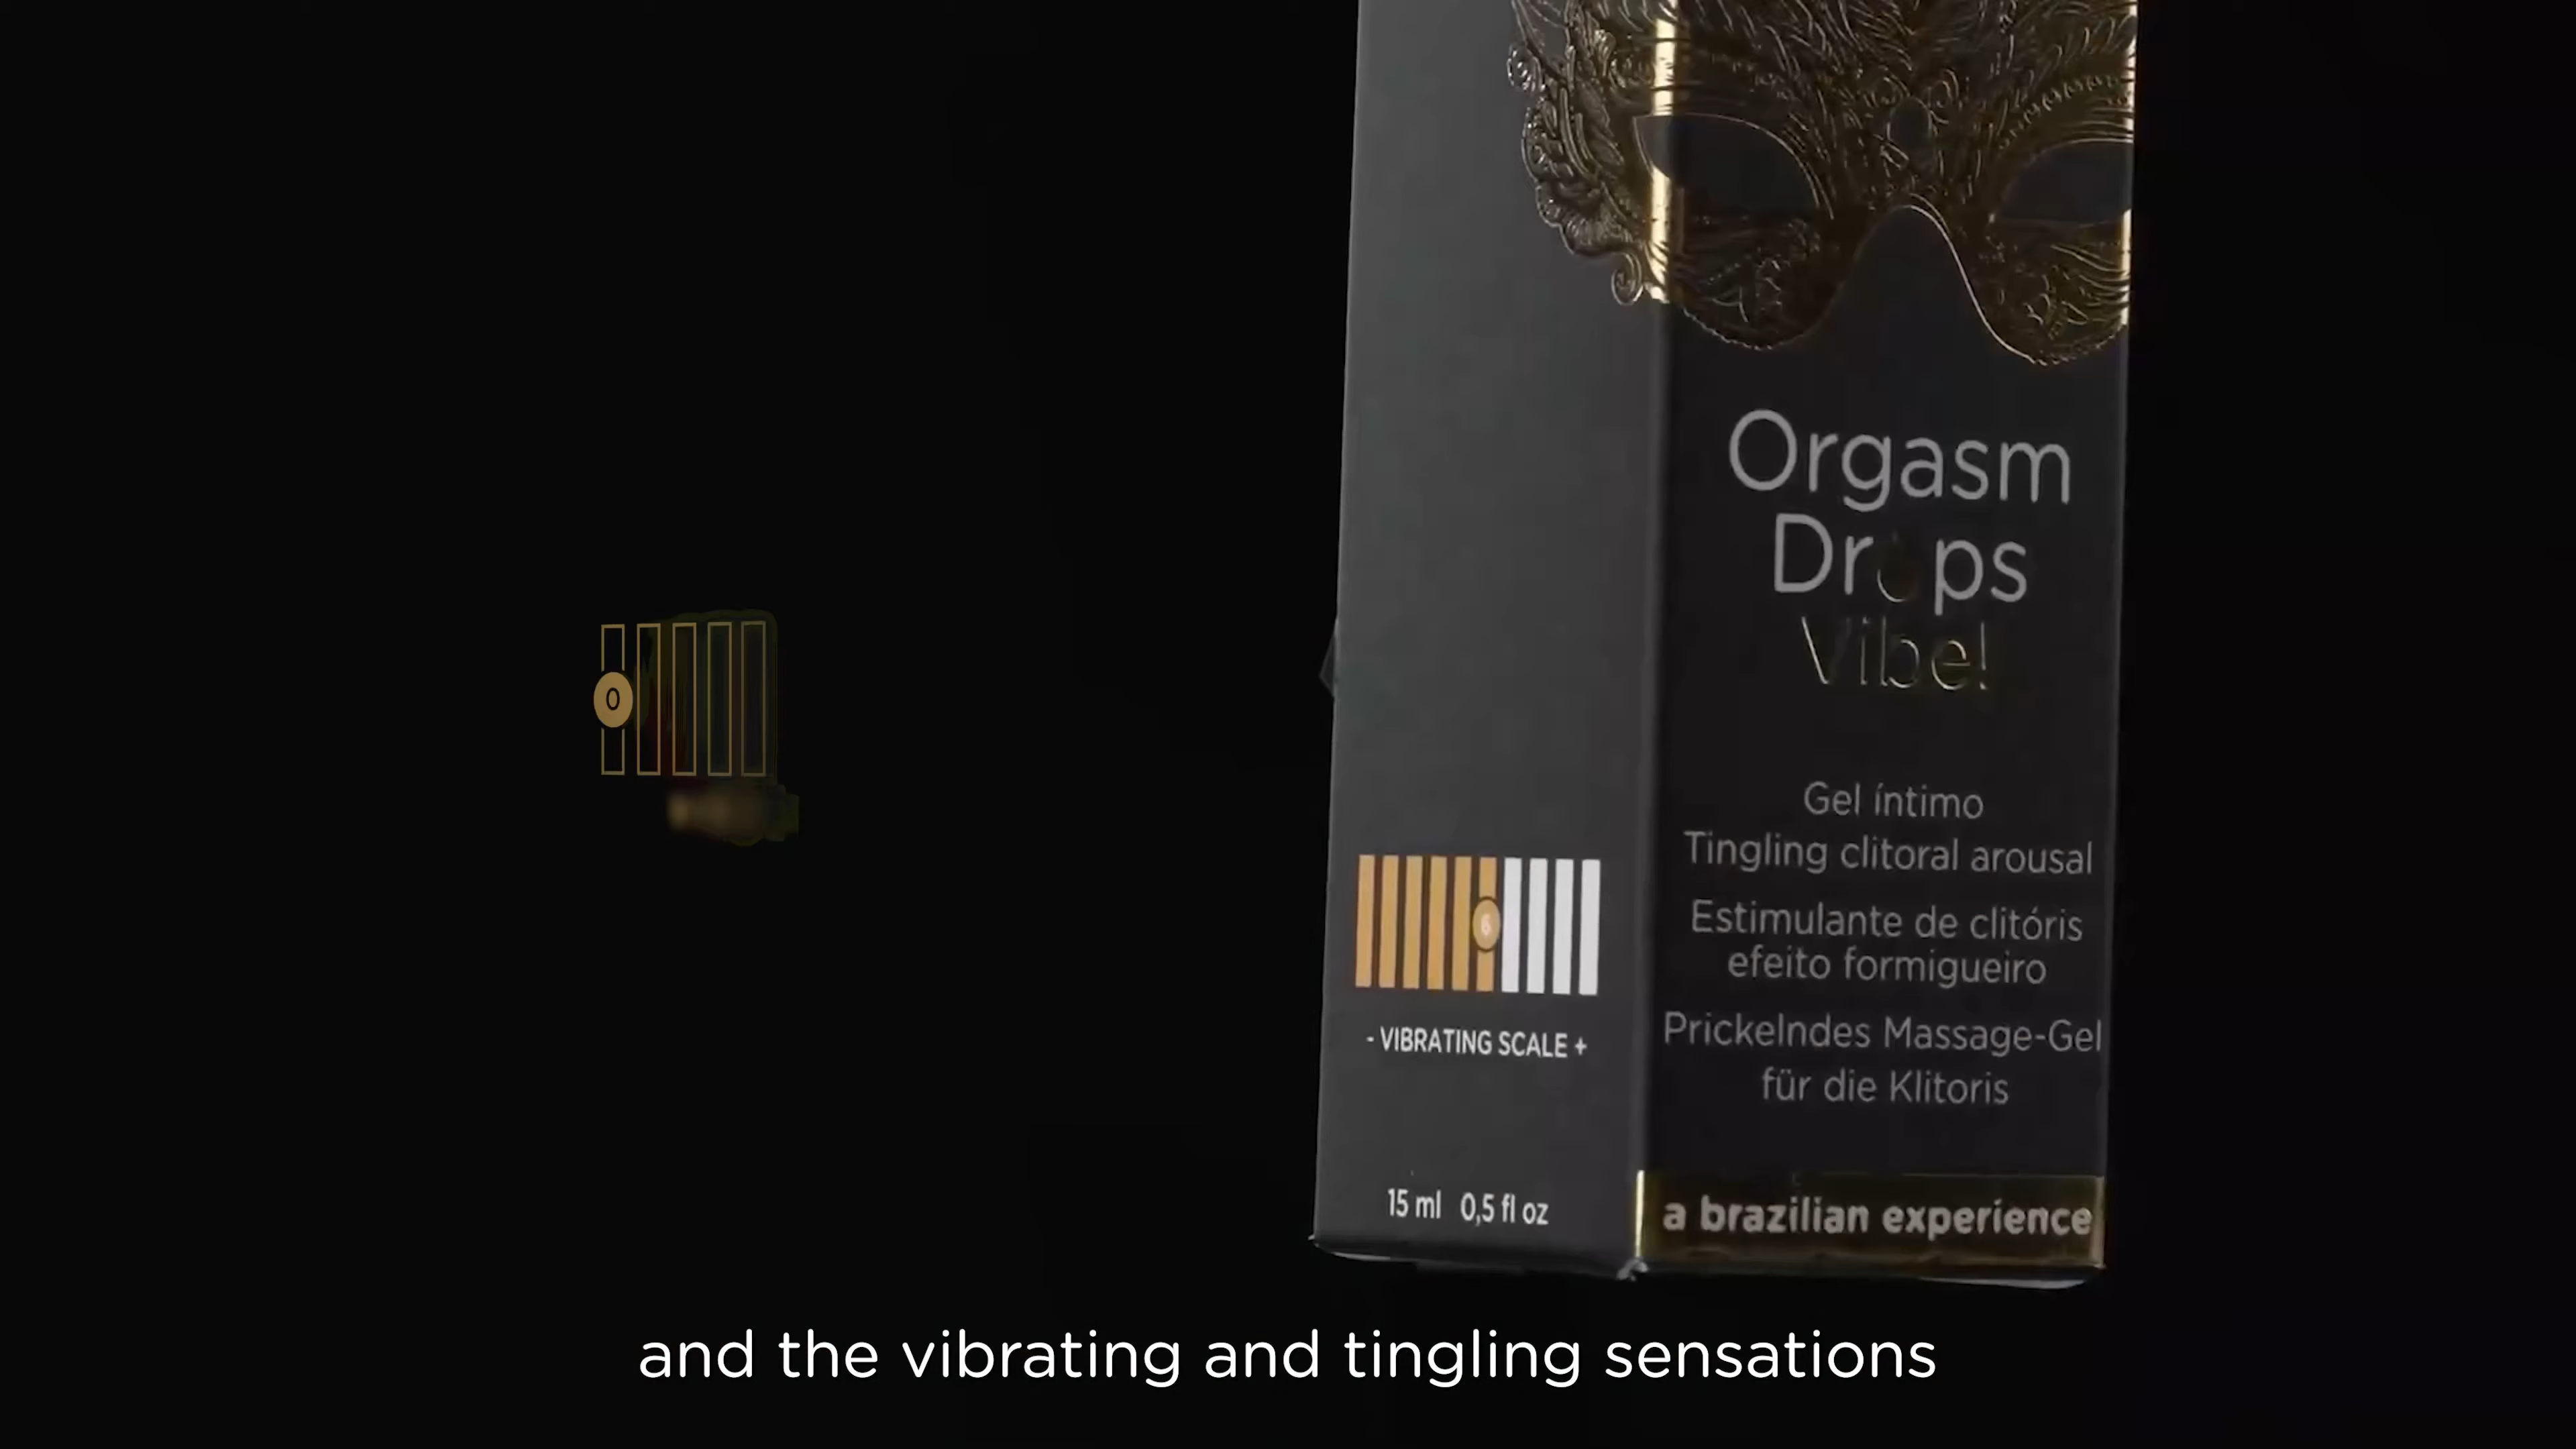 Orgasm
Drops
Vibe!
Gel íntimo
Tingling clitoral arousal
Estimulante de clitóris
efeito formigueiro
Prickelndes Massage-Gel
für die Klitoris
a brazilian experience
6
- VIBRATING SCALE +
15 ml 0,5 fl oz
0
and the vibrating and tingling sensations